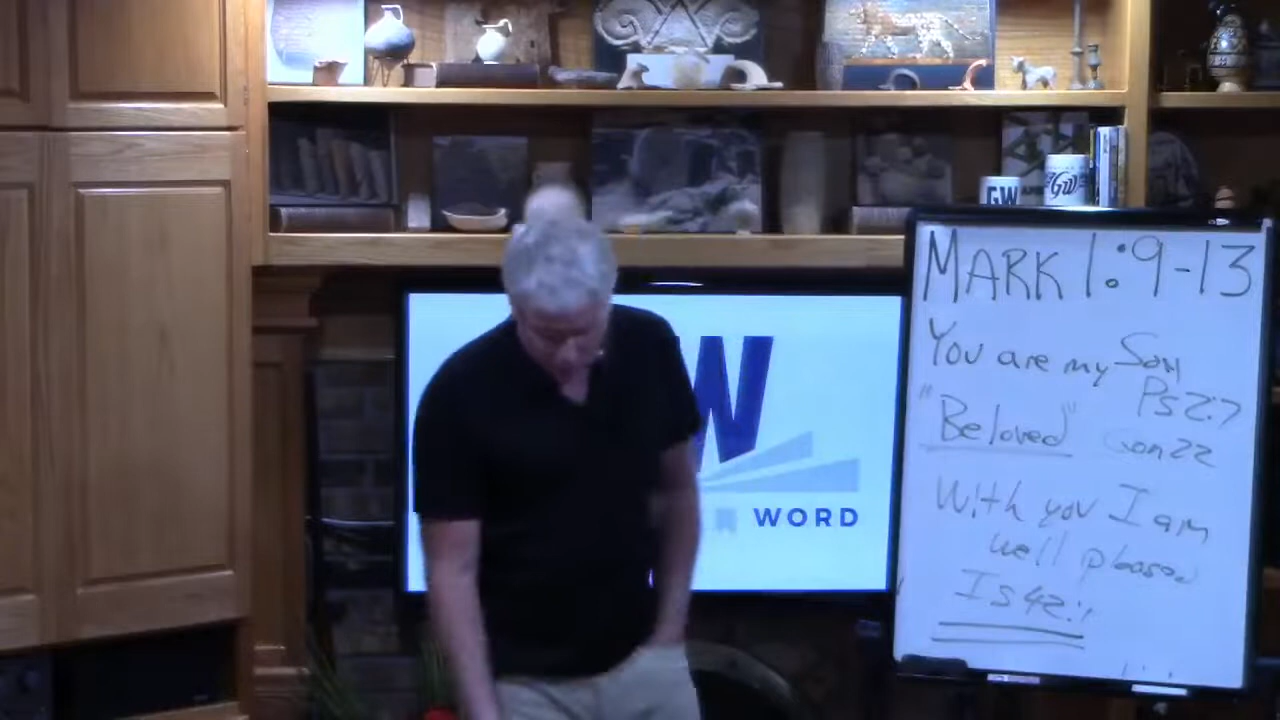 GW
GW
W
WORD
MARK 1:9-13
You are my Son
Ps 2:7
"Beloved"
Gen 22
With you I am
well pleased
Is 42:1